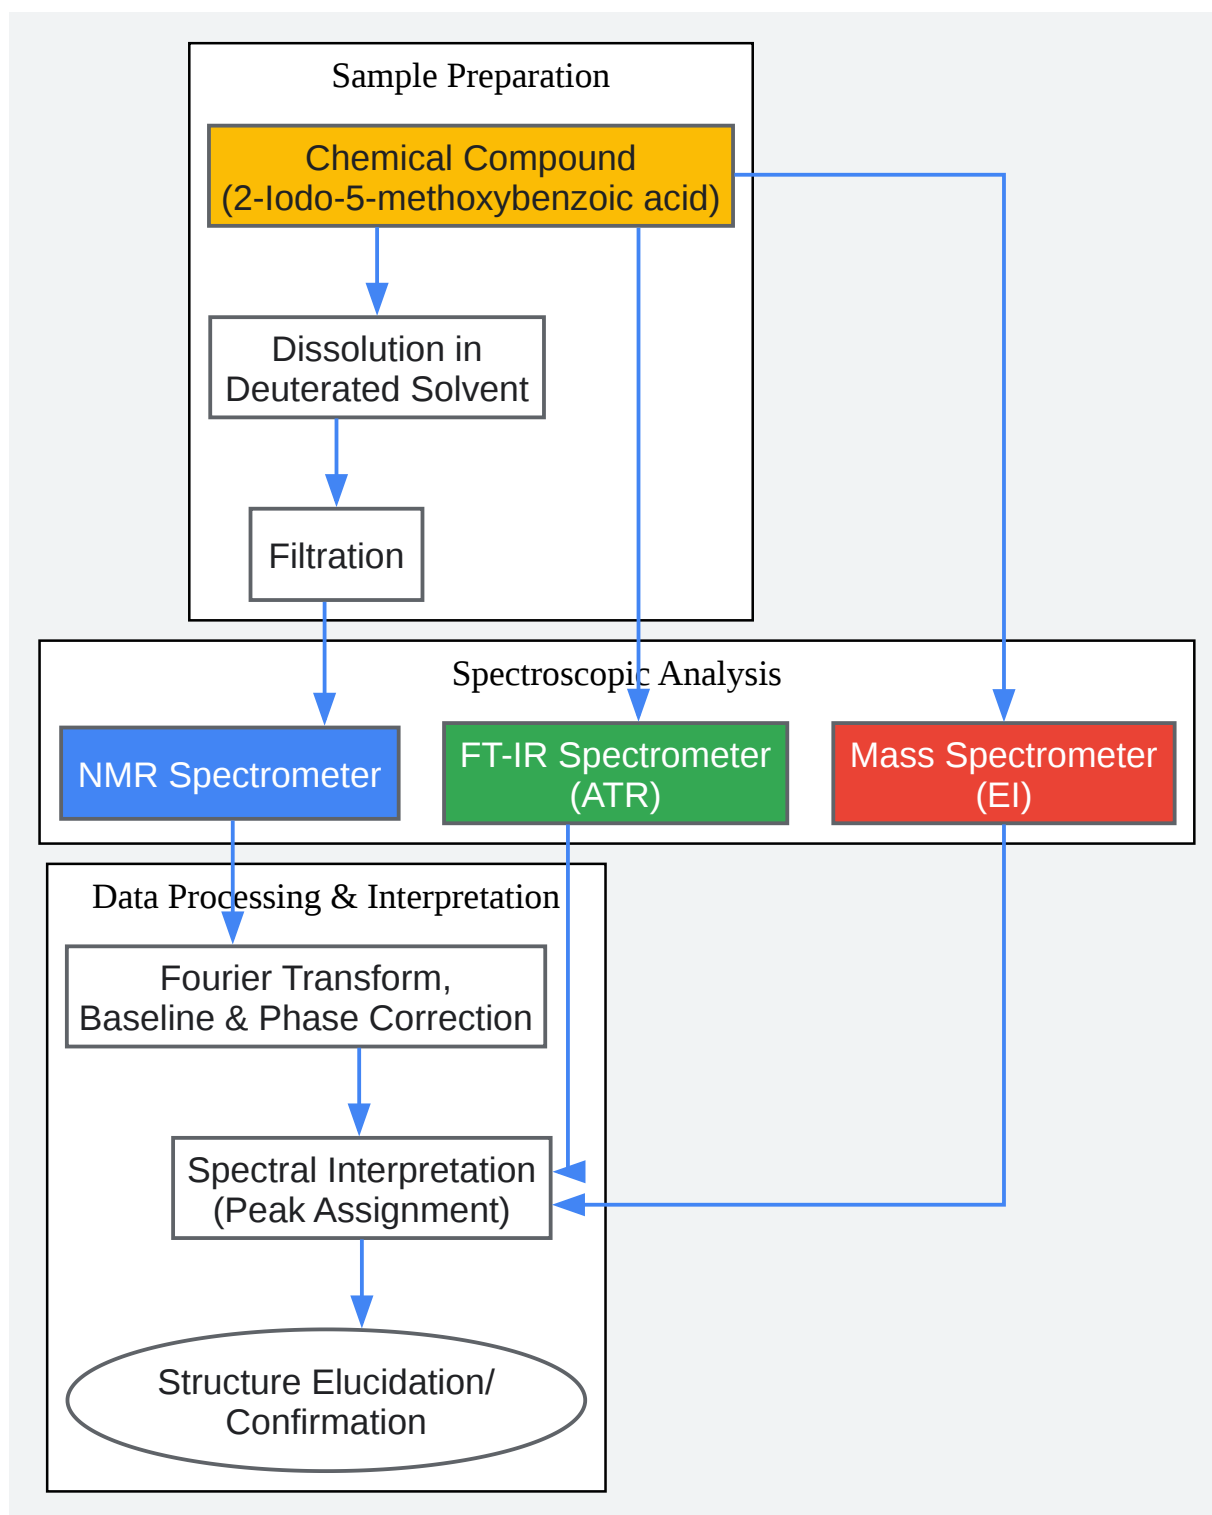 Sample Preparation
Chemical Compound
(2-Iodo-5-methoxybenzoic acid)
Dissolution in
Deuterated Solvent
Filtration
Spectroscopic Analysis
NMR Spectrometer
FT-IR Spectrometer
(ATR)
Mass Spectrometer
(EI)
Data Processing & Interpretation
Fourier Transform,
Baseline & Phase Correction
Spectral Interpretation
(Peak Assignment)
Structure Elucidation/
Confirmation